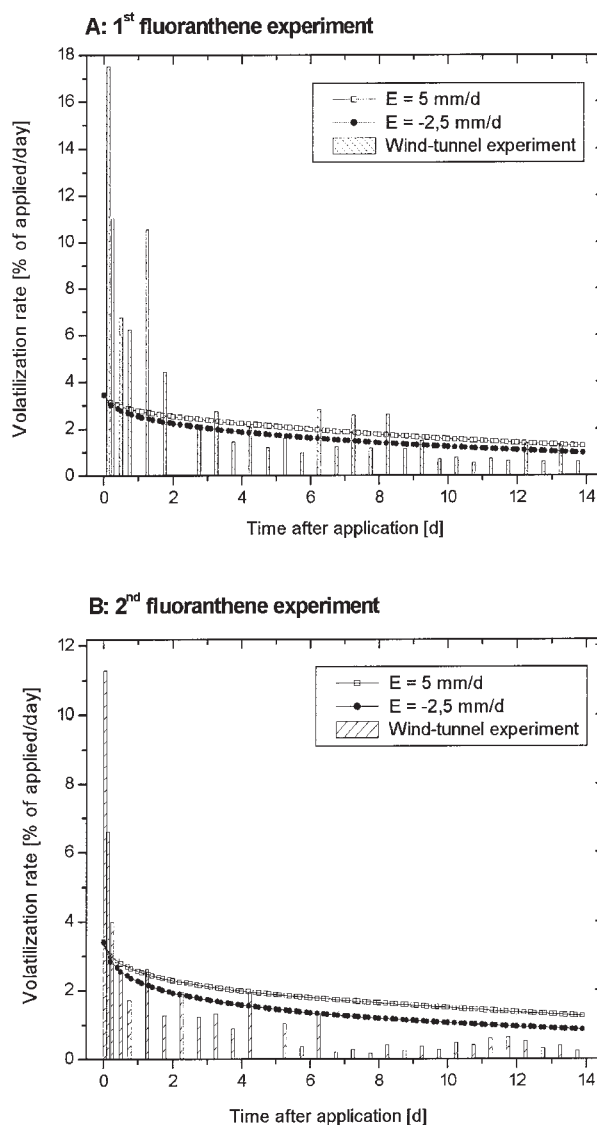 A: 1st fluoranthene experiment
18
16
14
12
10
8
6
4
2
0
Volatilization rate [% of applied/day]
E = 5 mm/d
E = -2,5 mm/d
Wind-tunnel experiment
0 2 4 6 8 10 12 14
Time after application [d]
B: 2nd fluoranthene experiment
12
10
8
6
4
2
0
Volatilization rate [% of applied/day]
E = 5 mm/d
E = -2,5 mm/d
Wind-tunnel experiment
0 2 4 6 8 10 12 14
Time after application [d]